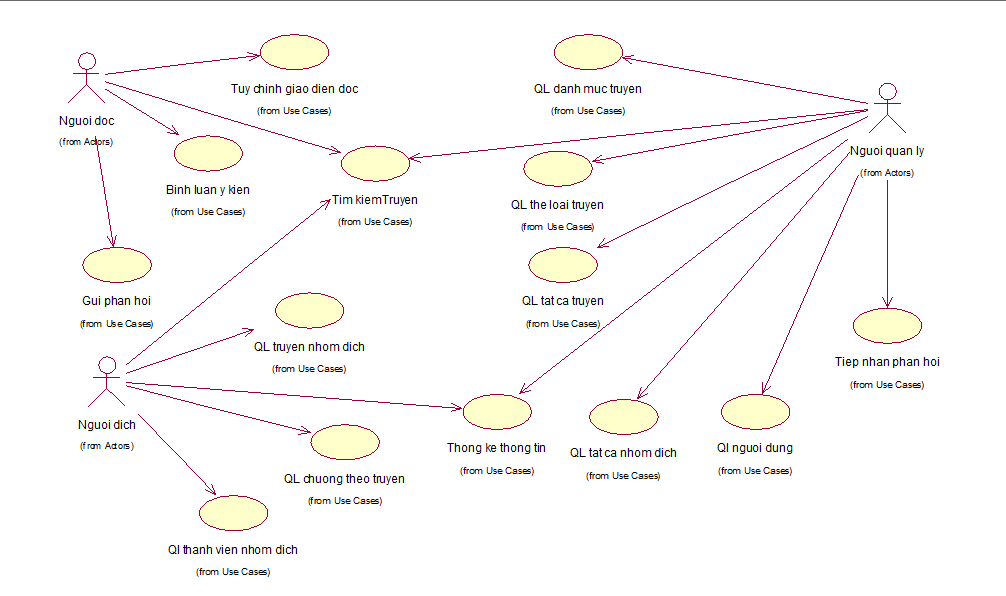 Tuy chinh giao dien doc
(from Use Cases)
QL danh muc truyen
(from Use Cases)
Nguoi doc
(from Actors)
Nguoi quan ly
(from Actors)
Binh luan y kien
(from Use Cases)
Tim kiemTruyen
(from Use Cases)
QL the loai truyen
(from Use Cases)
Gui phan hoi
(from Use Cases)
QL tat ca truyen
(from Use Cases)
QL truyen nhom dich
(from Use Cases)
Tiep nhan phan hoi
(from Use Cases)
Nguoi dich
(from Actors)
QL chuong theo truyen
(from Use Cases)
Thong ke thong tin
(from Use Cases)
QL tat ca nhom dich
(from Use Cases)
Ql nguoi dung
(from Use Cases)
Ql thanh vien nhom dich
(from Use Cases)